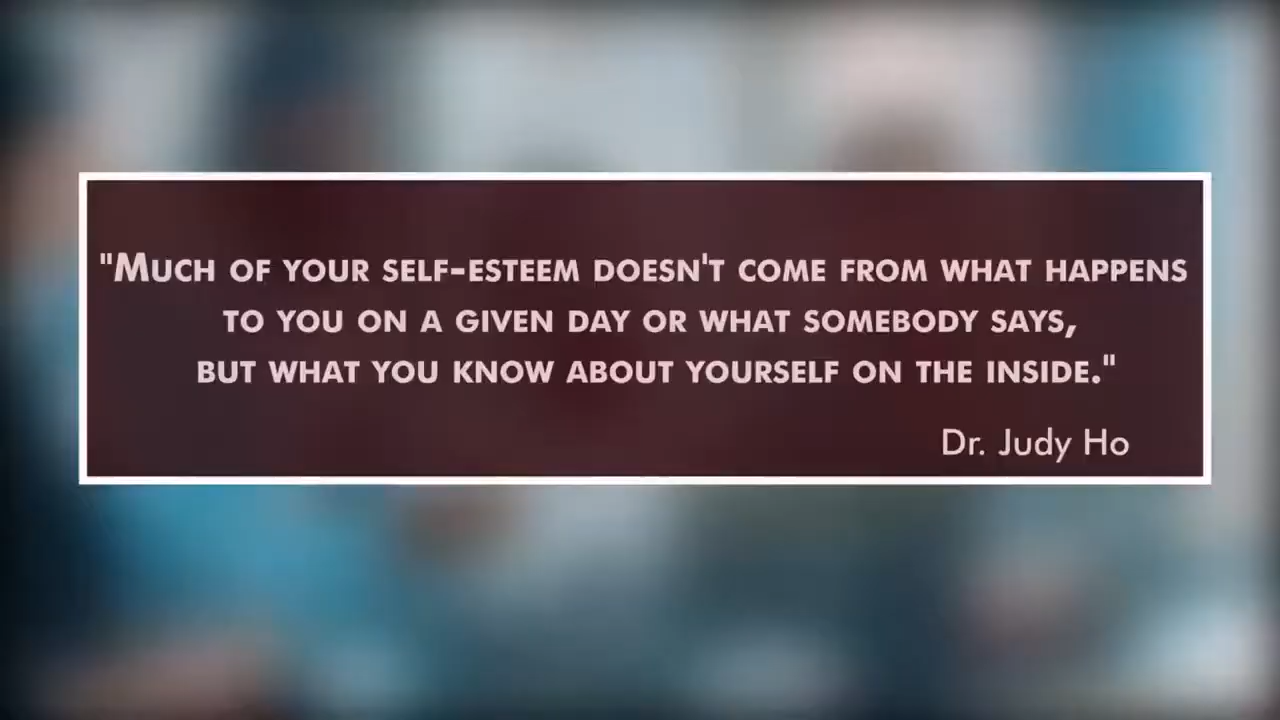 "Much of your self-esteem doesn't come from what happens
to you on a given day or what somebody says,
but what you know about yourself on the inside."
Dr. Judy Ho